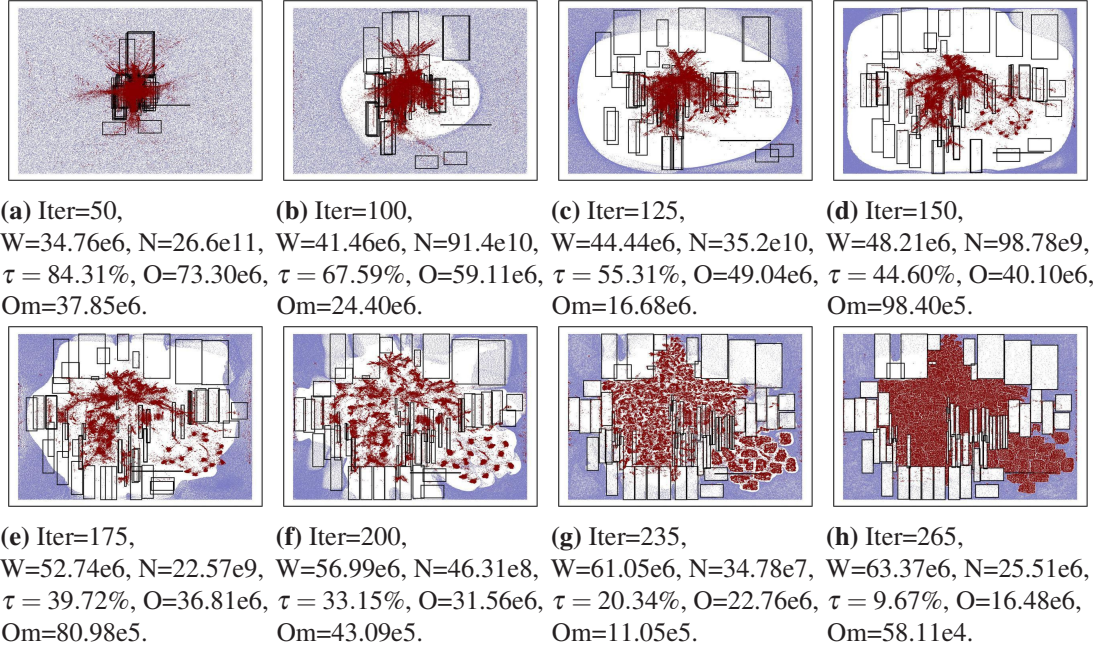 (a) Iter=50,
W=34.76e6, N=26.6e11,
τ = 84.31%, O=73.30e6,
Om=37.85e6.
(b) Iter=100,
W=41.46e6, N=91.4e10,
τ = 67.59%, O=59.11e6,
Om=24.40e6.
(c) Iter=125,
W=44.44e6, N=35.2e10,
τ = 55.31%, O=49.04e6,
Om=16.68e6.
(d) Iter=150,
W=48.21e6, N=98.78e9,
τ = 44.60%, O=40.10e6,
Om=98.40e5.
(e) Iter=175,
W=52.74e6, N=22.57e9,
τ = 39.72%, O=36.81e6,
Om=80.98e5.
(f) Iter=200,
W=56.99e6, N=46.31e8,
τ = 33.15%, O=31.56e6,
Om=43.09e5.
(g) Iter=235,
W=61.05e6, N=34.78e7,
τ = 20.34%, O=22.76e6,
Om=11.05e5.
(h) Iter=265,
W=63.37e6, N=25.51e6,
τ = 9.67%, O=16.48e6,
Om=58.11e4.